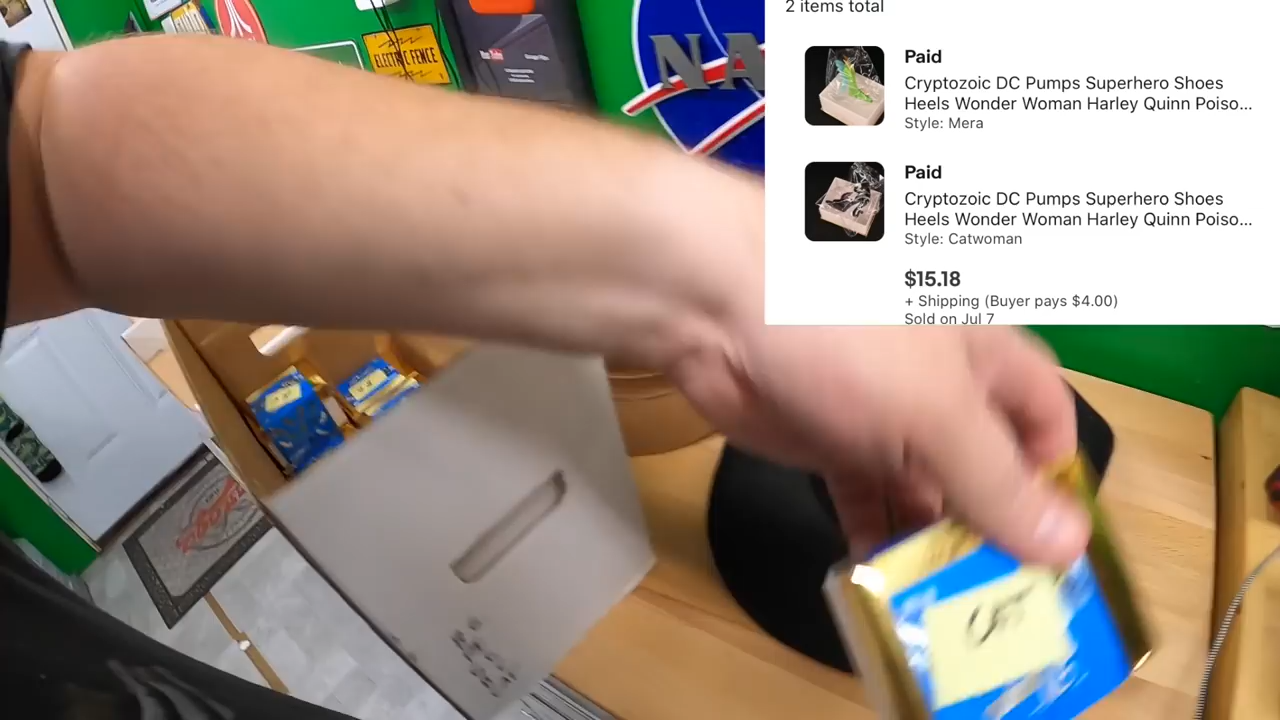 2 items total
Paid
Cryptozoic DC Pumps Superhero Shoes
Heels Wonder Woman Harley Quinn Poiso...
Style: Mera
Paid
Cryptozoic DC Pumps Superhero Shoes
Heels Wonder Woman Harley Quinn Poiso...
Style: Catwoman
$15.18
+ Shipping (Buyer pays $4.00)
Sold on Jul 7
ELECTRIC FENCE
NA